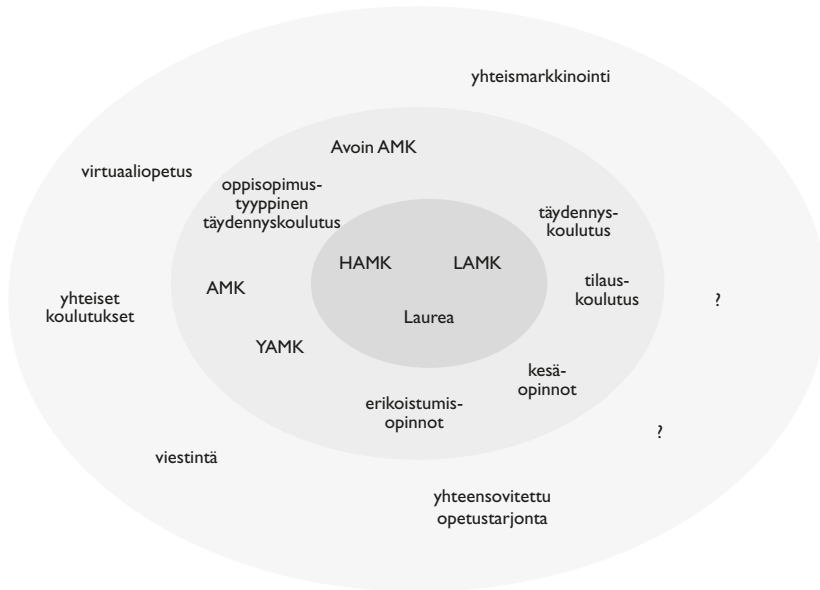 yhteismarkkinointi
Avoin AMK
virtuaaliopetus
oppisopimus-
tyyppinen
täydennyskoulutus
täydennys-
koulutus
HAMK
LAMK
AMK
tilaus-
koulutus
yhteiset
koulutukset
?
Laurea
YAMK
kesä-
opinnot
erikoistumis-
opinnot
?
viestintä
yhteensovitettu
opetustarjonta